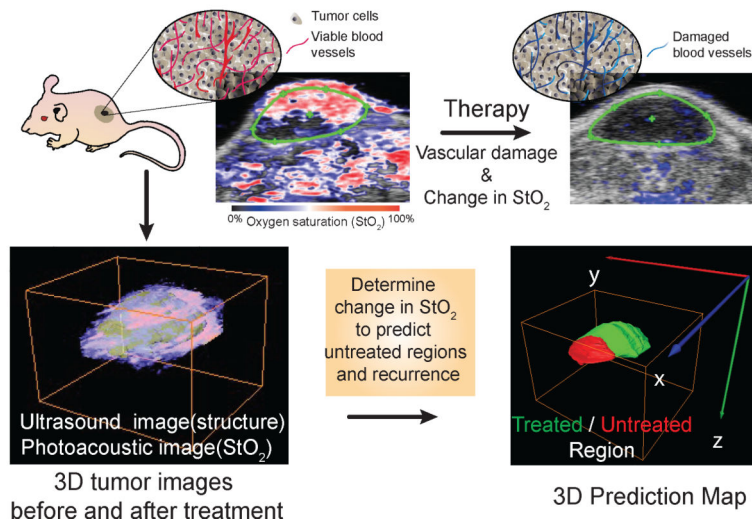 Tumor cells
Viable blood
vessels
Damaged
blood vessels
Therapy
Vascular damage
&
Change in StO₂
0% Oxygen saturation (StO₂) 100%
Determine
change in StO₂
to predict
untreated regions
and recurrence
Ultrasound image(structure)
Photoacoustic image(StO₂)
3D tumor images
before and after treatment
y
x
z
Treated / Untreated
Region
3D Prediction Map